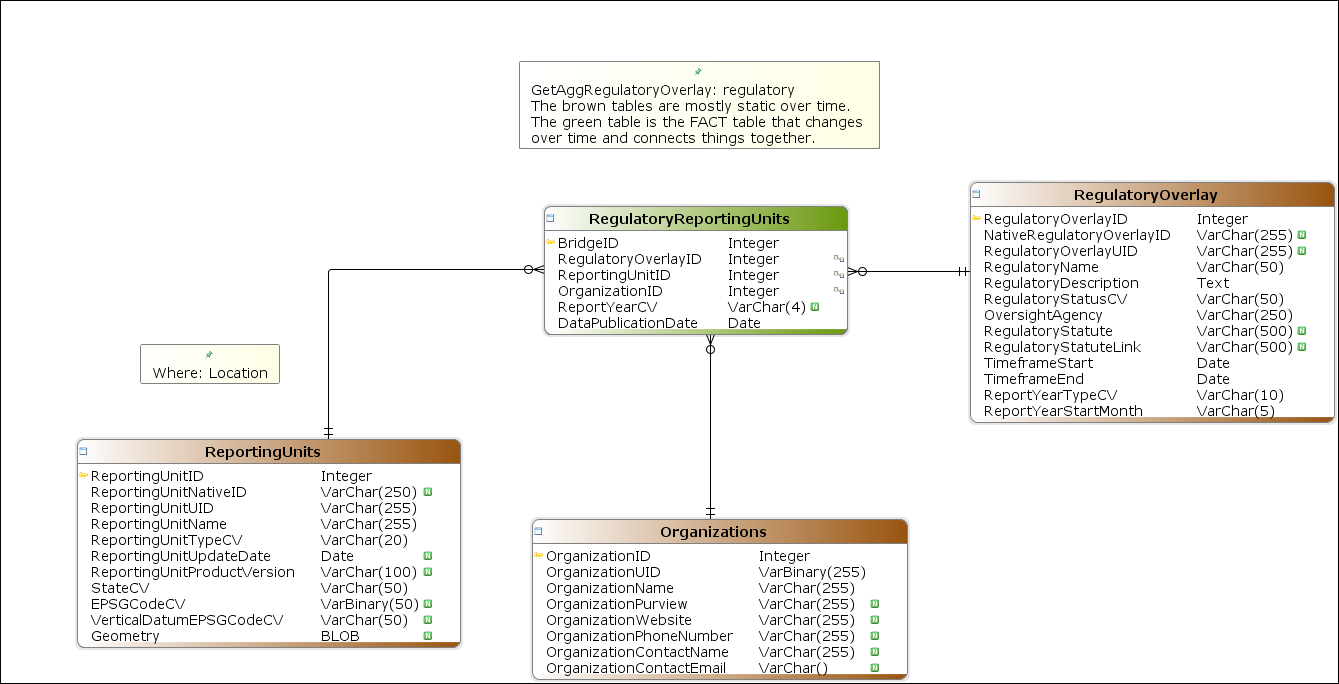 GetAggRegulatoryOverlay: regulatory
The brown tables are mostly static over time.
The green table is the FACT table that changes
over time and connects things together.
RegulatoryOverlay
RegulatoryOverlayID Integer
NativeRegulatoryOverlayID VarChar(255) N
RegulatoryOverlayUID VarChar(255) N
RegulatoryName VarChar(50)
RegulatoryDescription Text
RegulatoryStatusCV VarChar(50)
OversightAgency VarChar(250)
RegulatoryStatute VarChar(500) N
RegulatoryStatuteLink VarChar(500) N
TimeframeStart Date
TimeframeEnd Date
ReportYearTypeCV VarChar(10)
ReportYearStartMonth VarChar(5)
RegulatoryReportingUnits
BridgeID Integer
RegulatoryOverlayID Integer
ReportingUnitID Integer
OrganizationID Integer
ReportYearCV VarChar(4) N
DataPublicationDate Date
Where: Location
ReportingUnits
ReportingUnitID Integer
ReportingUnitNativeID VarChar(250) N
ReportingUnitUID VarChar(255)
ReportingUnitName VarChar(255)
ReportingUnitTypeCV VarChar(20)
ReportingUnitUpdateDate Date N
ReportingUnitProductVersion VarChar(100) N
StateCV VarChar(50)
EPSGCodeCV VarBinary(50) N
VerticalDatumEPSGCodeCV VarChar(50) N
Geometry BLOB N
Organizations
OrganizationID Integer
OrganizationUID VarBinary(255)
OrganizationName VarChar(255)
OrganizationPurview VarChar(255) N
OrganizationWebsite VarChar(255) N
OrganizationPhoneNumber VarChar(255) N
OrganizationContactName VarChar(255) N
OrganizationContactEmail VarChar() N